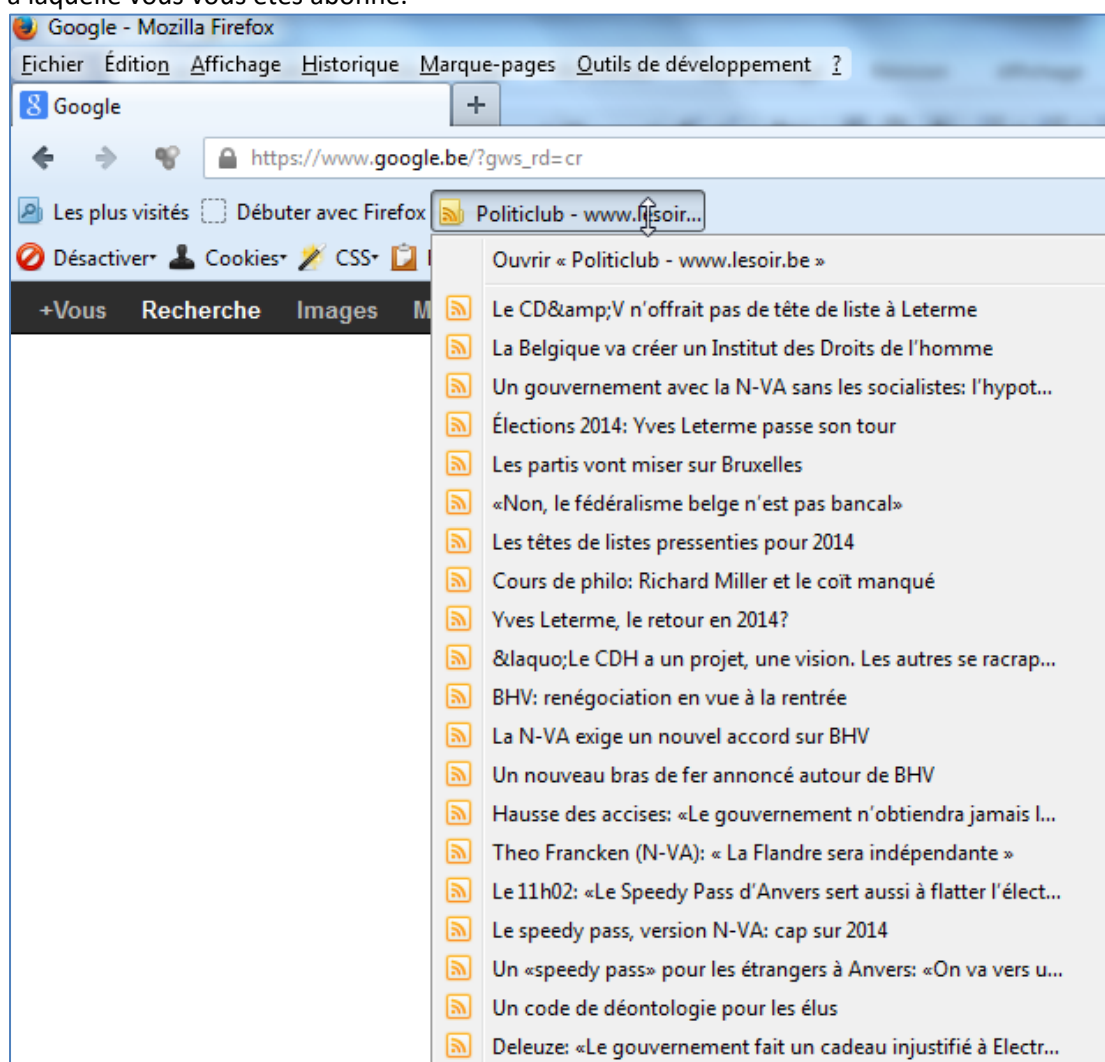 à laquelle vous vous êtes abonné.
Google - Mozilla Firefox
Fichier Édition Affichage Historique Marque-pages Outils de développement ?
Google +
https://www.google.be/?gws_rd=cr
Les plus visités Débuter avec Firefox Politiclub - www.lesoir...
Désactiver Cookies CSS
Ouvrir « Politiclub - www.lesoir.be »
+Vous Recherche Images M
Le CD&amp;V n'offrait pas de tête de liste à Leterme
La Belgique va créer un Institut des Droits de l'homme
Un gouvernement avec la N-VA sans les socialistes: l'hypot...
Élections 2014: Yves Leterme passe son tour
Les partis vont miser sur Bruxelles
«Non, le fédéralisme belge n'est pas bancal»
Les têtes de listes pressenties pour 2014
Cours de philo: Richard Miller et le coït manqué
Yves Leterme, le retour en 2014?
&laquo;Le CDH a un projet, une vision. Les autres se racrap...
BHV: renégociation en vue à la rentrée
La N-VA exige un nouvel accord sur BHV
Un nouveau bras de fer annoncé autour de BHV
Hausse des accises: «Le gouvernement n'obtiendra jamais l...
Theo Francken (N-VA): « La Flandre sera indépendante »
Le 11h02: «Le Speedy Pass d'Anvers sert aussi à flatter l'élect...
Le speedy pass, version N-VA: cap sur 2014
Un «speedy pass» pour les étrangers à Anvers: «On va vers u...
Un code de déontologie pour les élus
Deleuze: «Le gouvernement fait un cadeau injustifié à Electr...